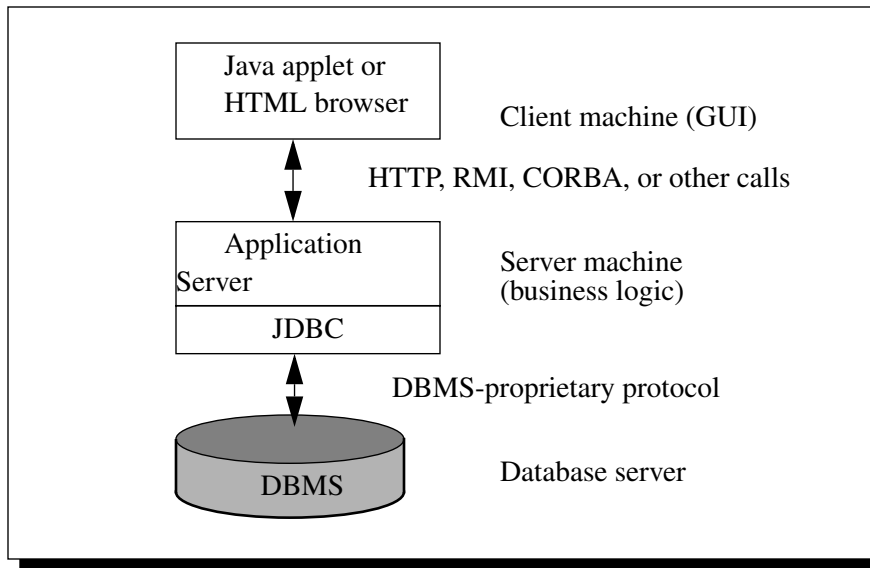 Java applet or
HTML browser
Client machine (GUI)
HTTP, RMI, CORBA, or other calls
Application
Server
Server machine
(business logic)
JDBC
DBMS-proprietary protocol
DBMS
Database server